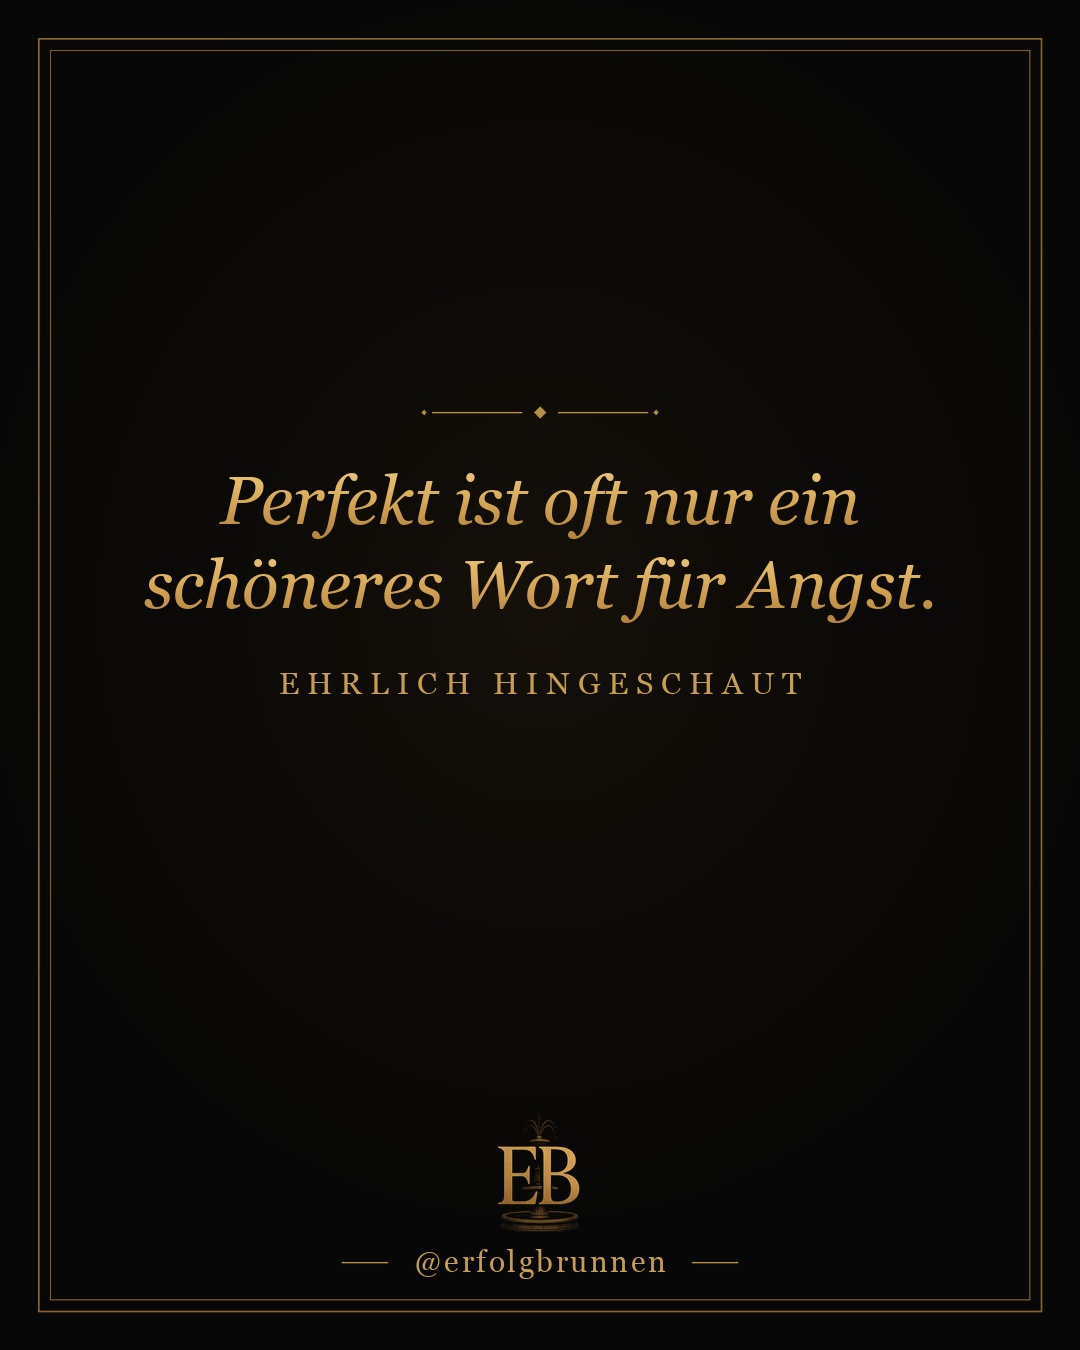 Perfekt ist oft nur ein
schöneres Wort für Angst.
EHRLICH HINGESCHAUT
EB
@erfolgbrunnen